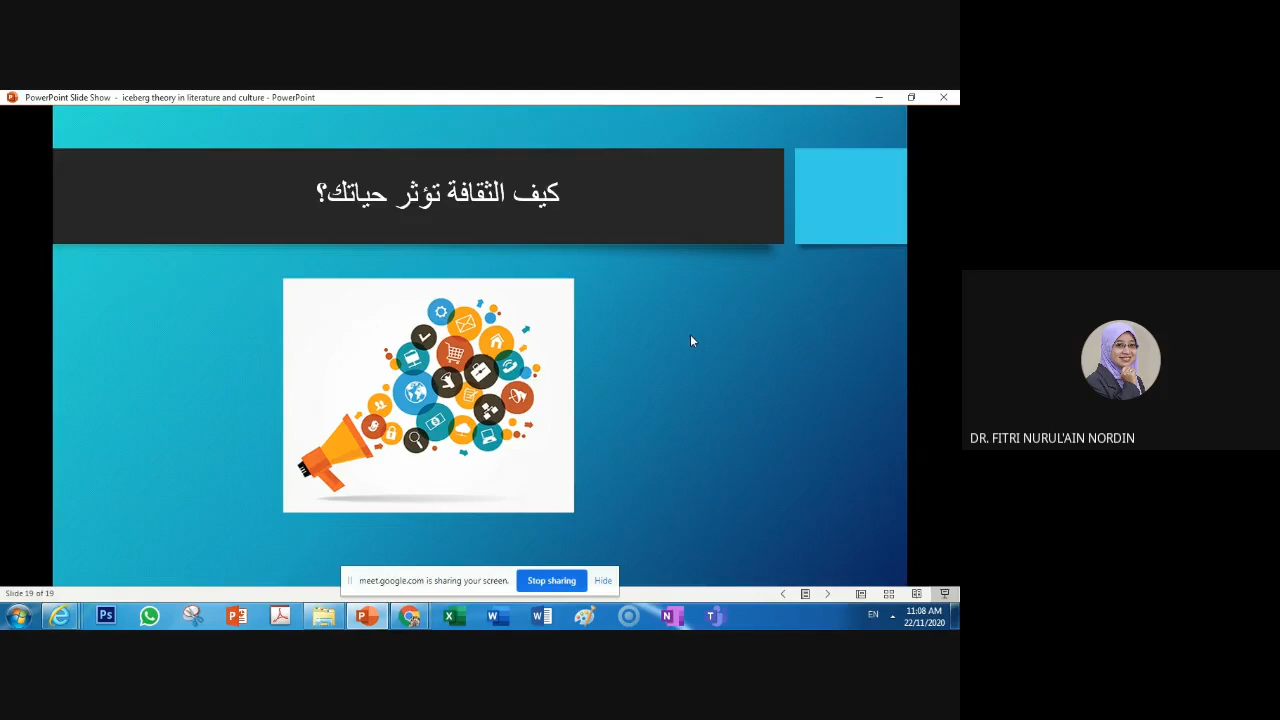 PowerPoint Slide Show - iceberg theory in literature and culture - PowerPoint
كيف الثقافة تؤثر حياتك؟
DR. FITRI NURUL'AIN NORDIN
meet.google.com is sharing your screen.
Stop sharing
Hide
Slide 19 of 19
Ps
EN
11:08 AM
22/11/2020